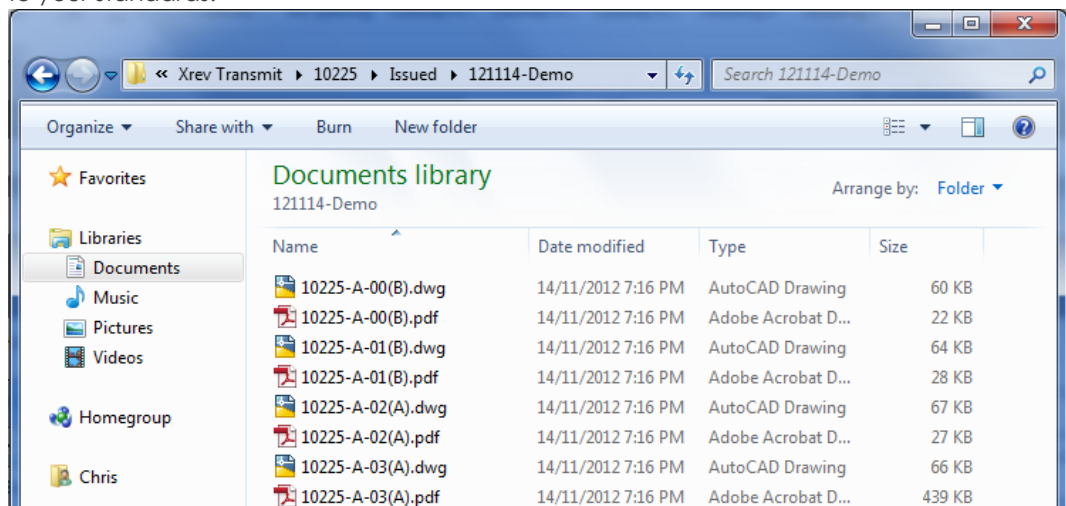 to your standards.
« Xrev Transmit ▸ 10225 ▸ Issued ▸ 121114-Demo Search 121114-Demo
Organize Share with Burn New folder
Favorites
Libraries
Documents
Music
Pictures
Videos
Homegroup
Chris
Documents library
121114-Demo
Arrange by: Folder
Name Date modified Type Size
10225-A-00(B).dwg 14/11/2012 7:16 PM AutoCAD Drawing 60 KB
10225-A-00(B).pdf 14/11/2012 7:16 PM Adobe Acrobat D... 22 KB
10225-A-01(B).dwg 14/11/2012 7:16 PM AutoCAD Drawing 64 KB
10225-A-01(B).pdf 14/11/2012 7:16 PM Adobe Acrobat D... 28 KB
10225-A-02(A).dwg 14/11/2012 7:16 PM AutoCAD Drawing 67 KB
10225-A-02(A).pdf 14/11/2012 7:16 PM Adobe Acrobat D... 27 KB
10225-A-03(A).dwg 14/11/2012 7:16 PM AutoCAD Drawing 66 KB
10225-A-03(A).pdf 14/11/2012 7:16 PM Adobe Acrobat D... 439 KB